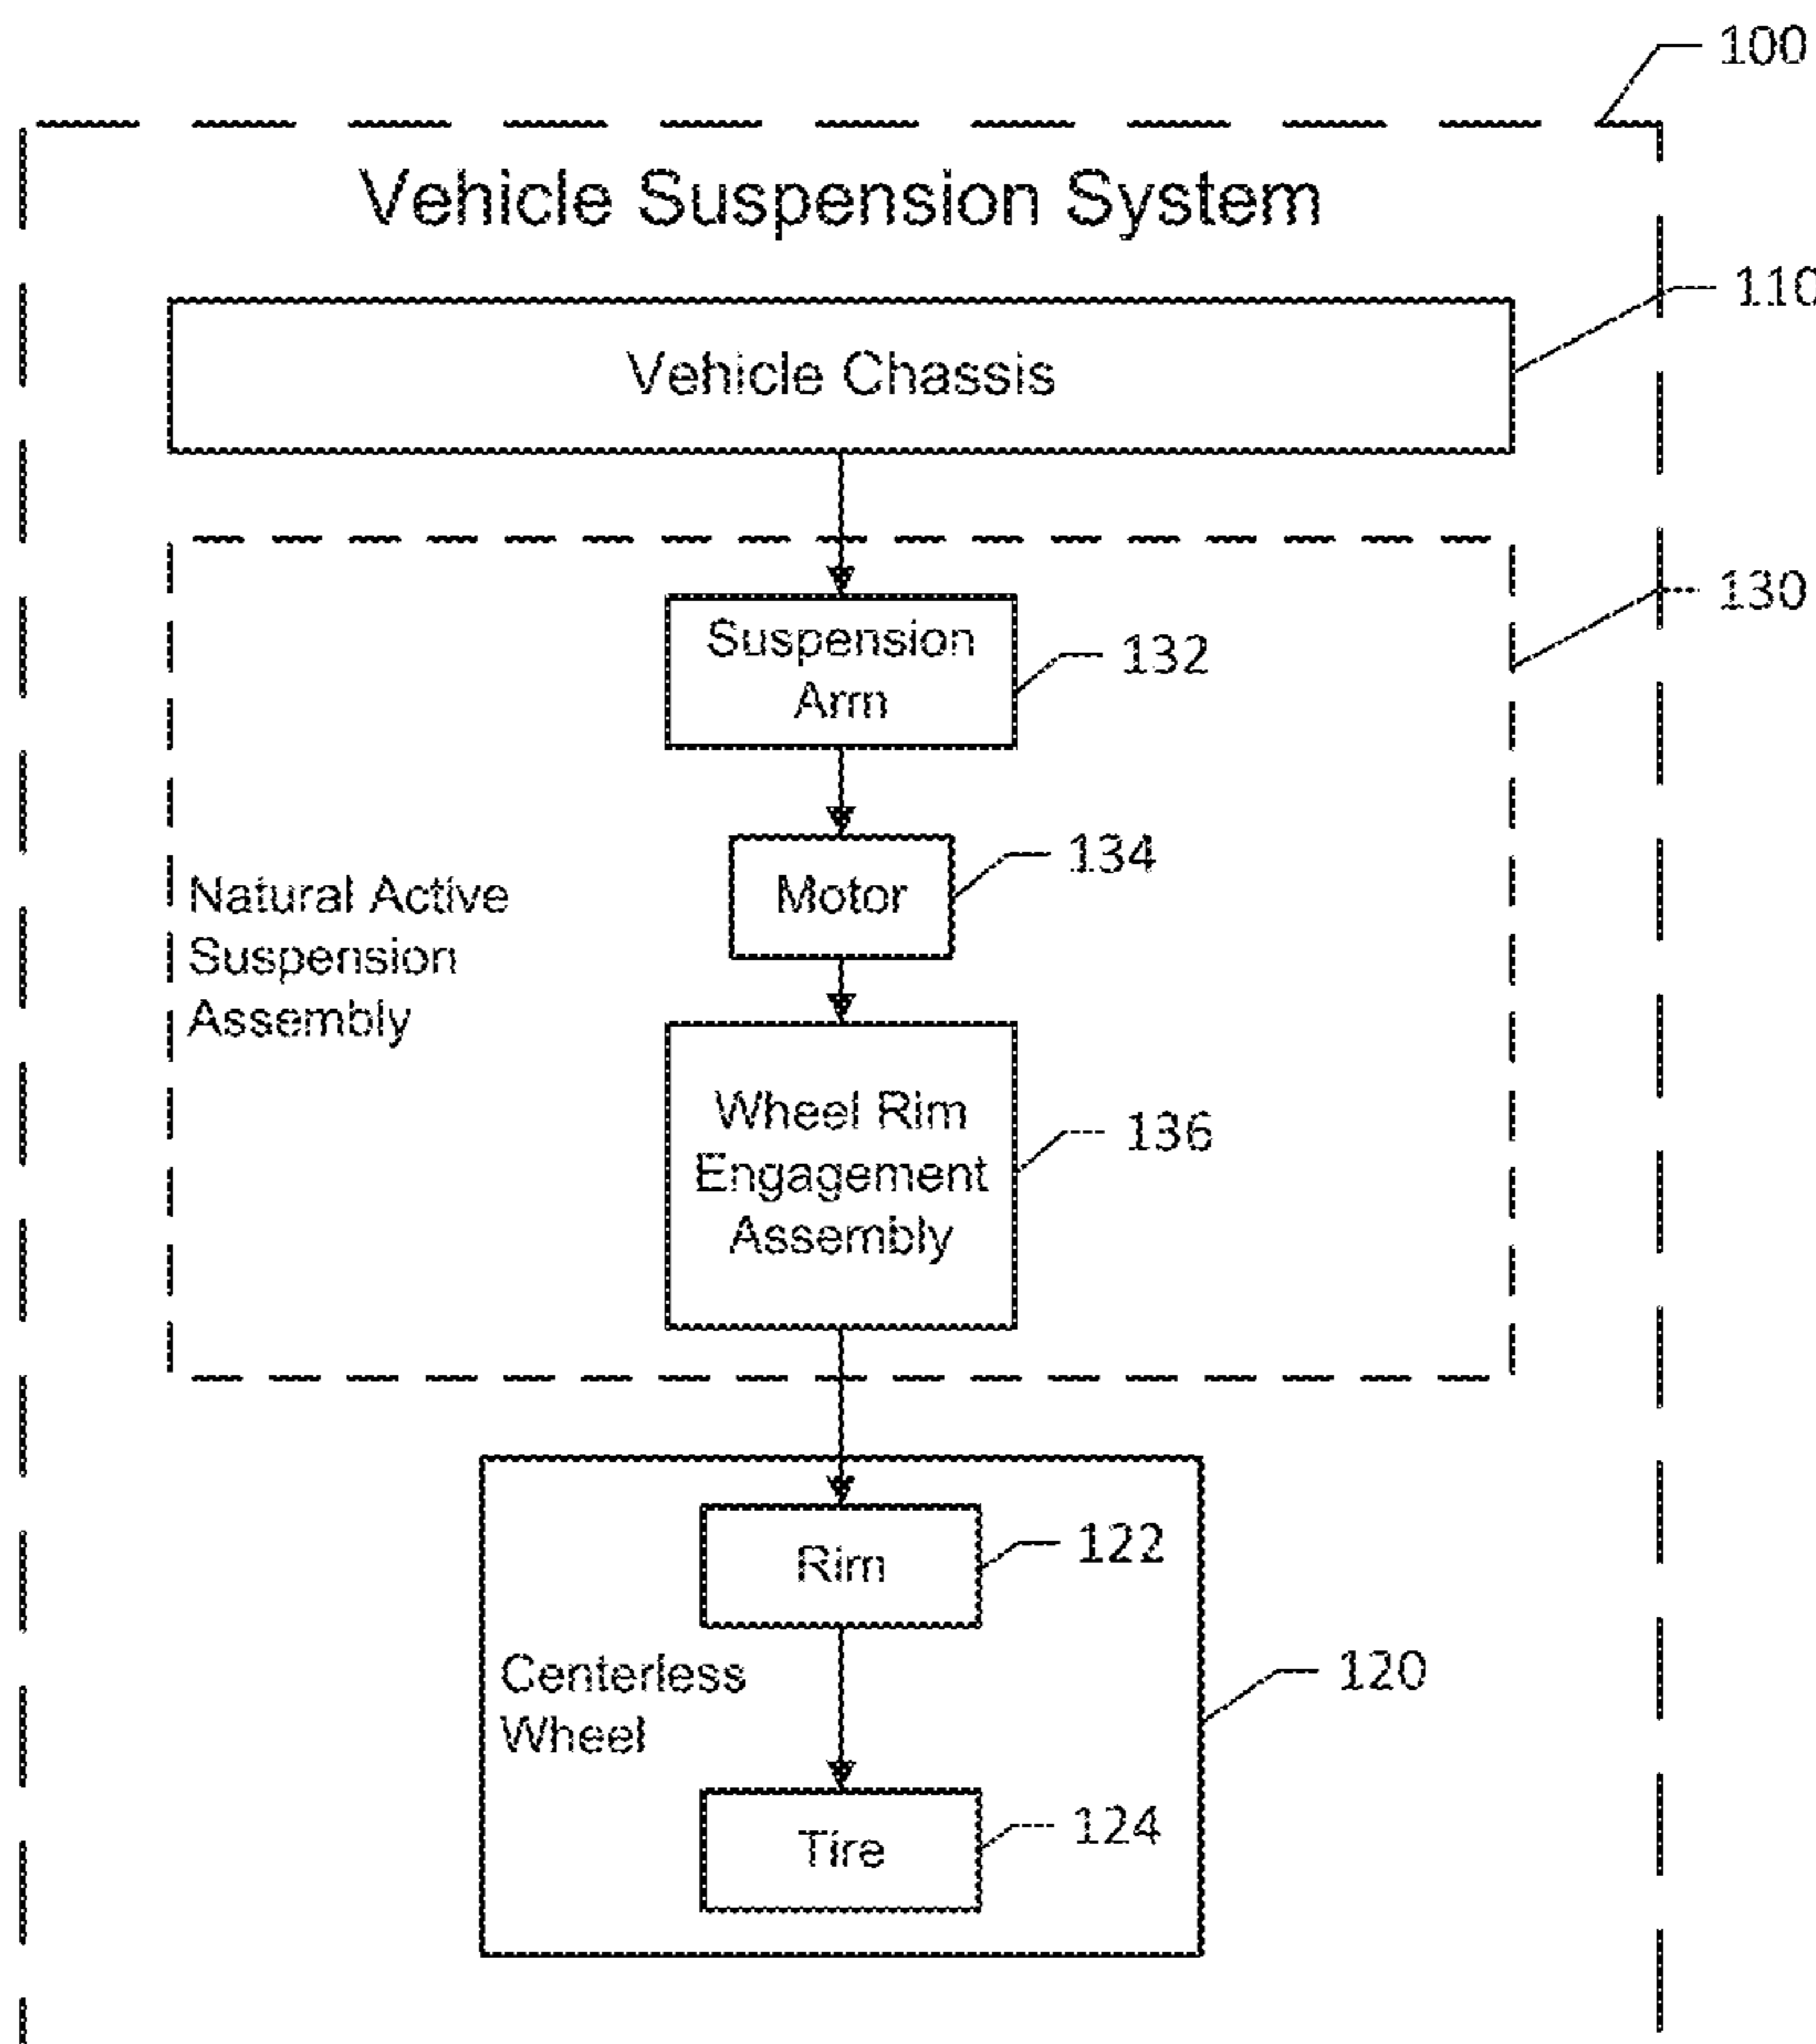 100
Vehicle Suspension System
110
Vehicle Chassis
130
Suspension
Arm
132
134
Motor
Natural Active
Suspension
Assembly
Wheel Rim
Engagement
Assembly
136
122
Rim
Centerless
Wheel
120
124
Tire